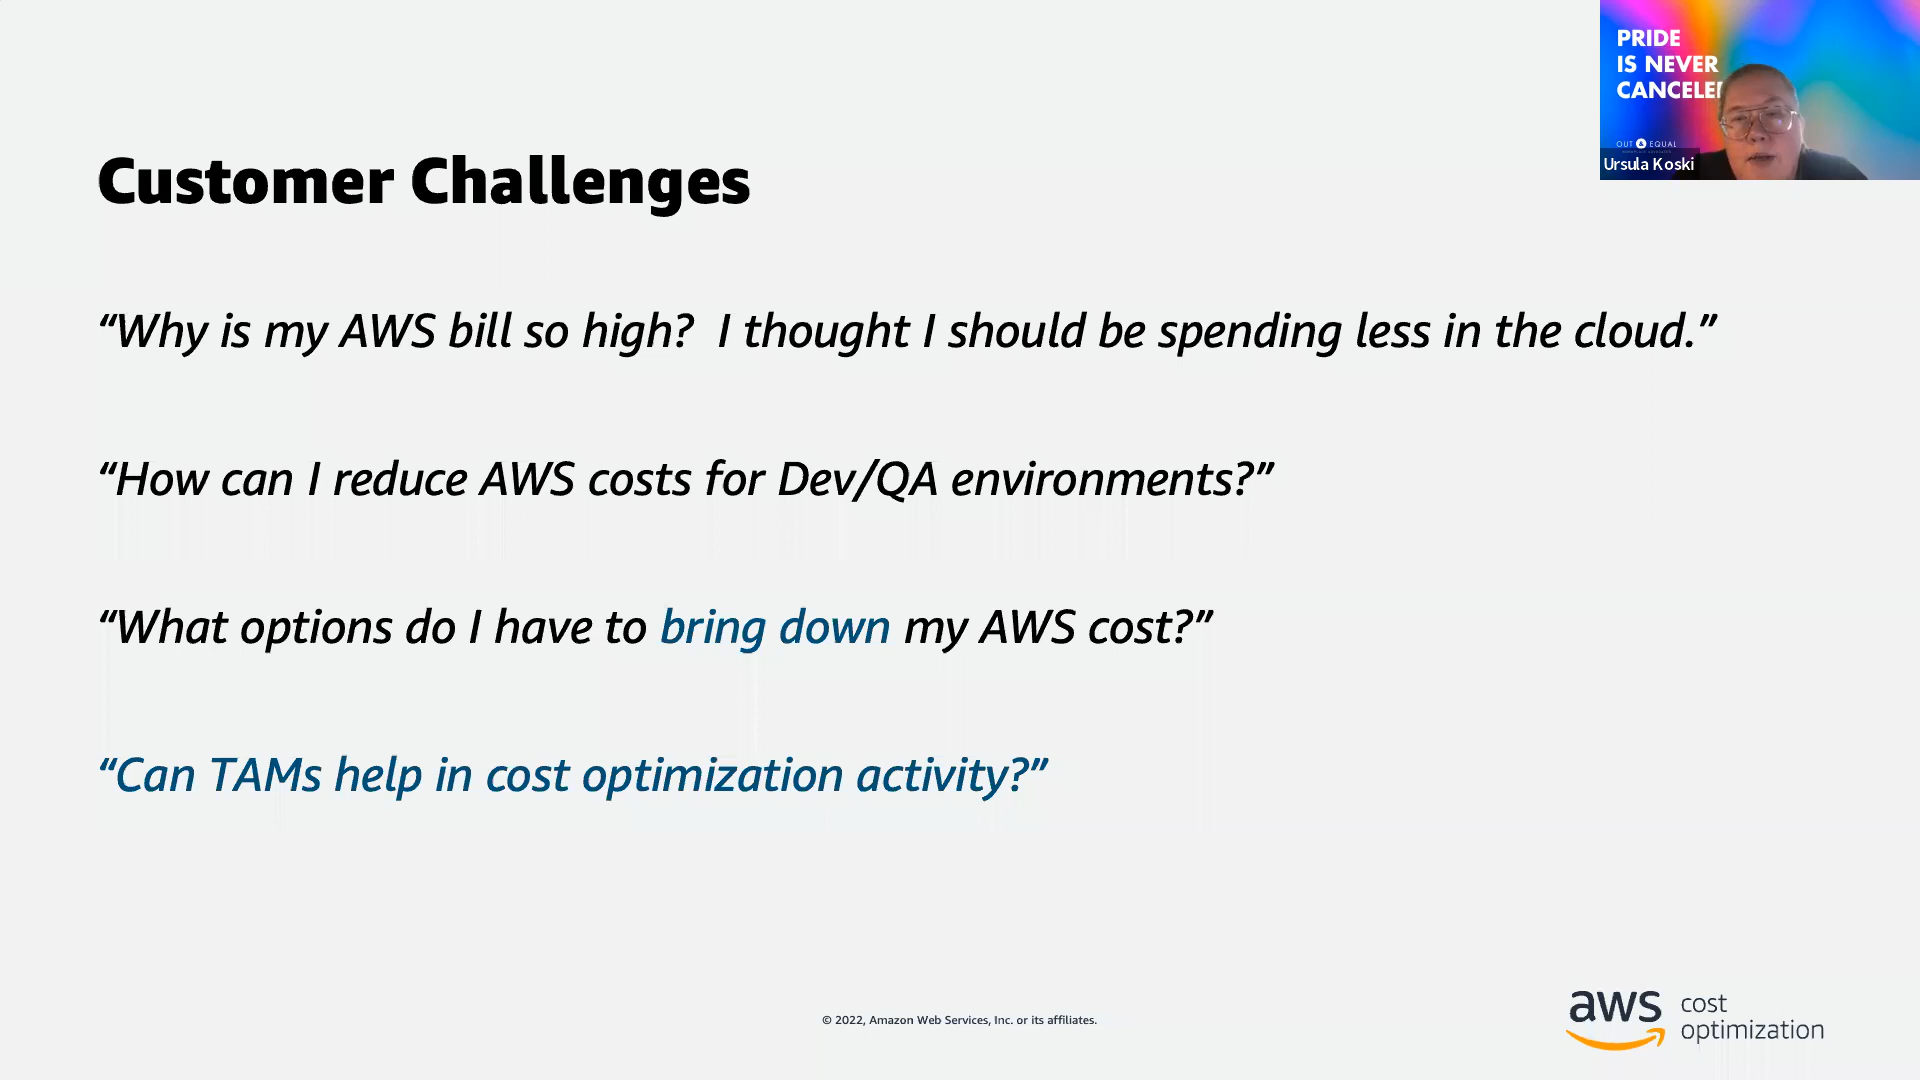 PRIDE
IS NEVER
CANCELE
OUT & EQUAL
Ursula Koski
Customer Challenges
“Why is my AWS bill so high?  I thought I should be spending less in the cloud.”
“How can I reduce AWS costs for Dev/QA environments?”
“What options do I have to bring down my AWS cost?”
“Can TAMs help in cost optimization activity?”
© 2022, Amazon Web Services, Inc. or its affiliates.
aws
cost
optimization